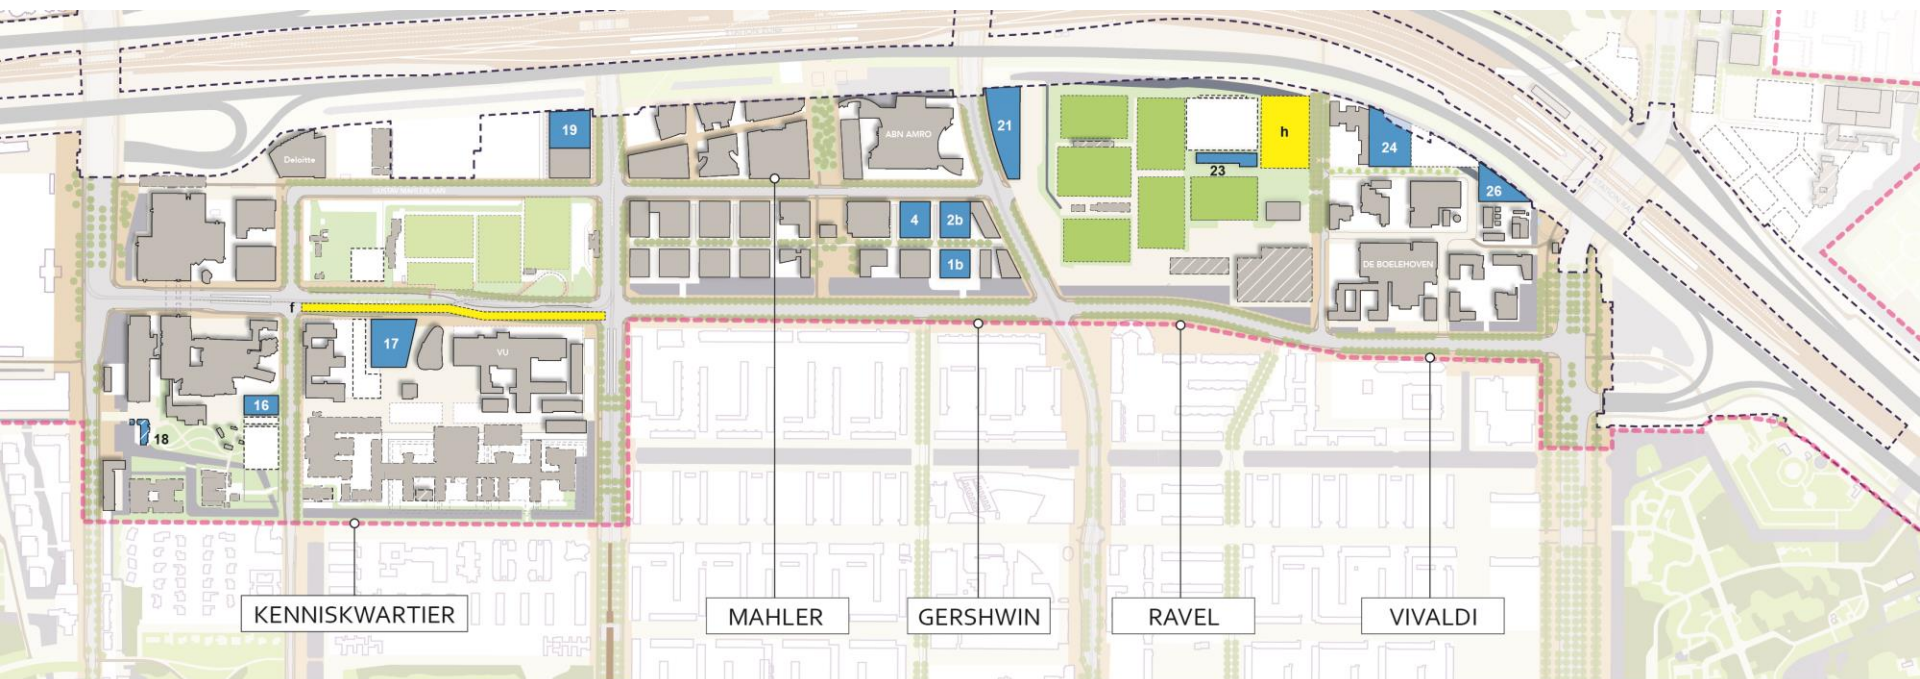 19
21
h
ABN AMRO
Deloitte
24
23
26
4
2b
1b
DE BOELEHOVEN
f
17
VU
16
18
KENNISKWARTIER
MAHLER
GERSHWIN
RAVEL
VIVALDI